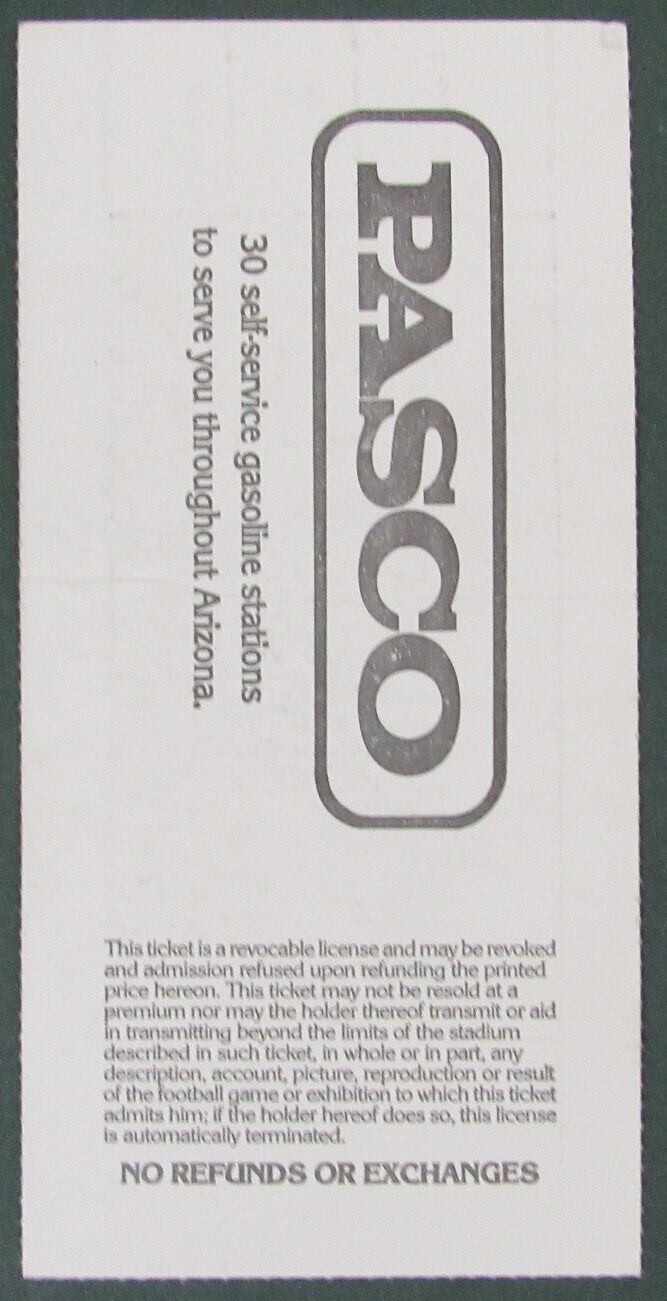 PASCO
30 self-service gasoline stations
to serve you throughout Arizona.
This ticket is a revocable license and may be revoked
and admission refused upon refunding the printed
price hereon. This ticket may not be resold at a
premium nor may the holder thereof transmit or aid
in transmitting beyond the limits of the stadium
described in such ticket, in whole or in part, any
description, account, picture, reproduction or result
of the football game or exhibition to which this ticket
admits him; if the holder hereof does so, this license
is automatically terminated.
NO REFUNDS OR EXCHANGES